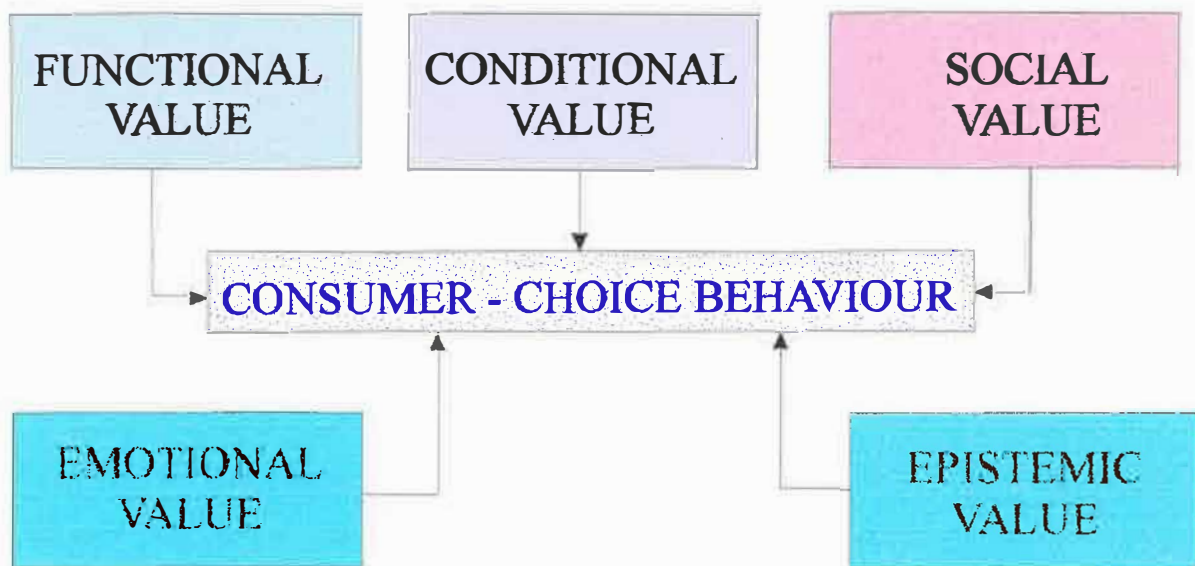 FUNCTIONAL
VALUE
CONDITIONAL
VALUE
SOCIAL
VALUE
CONSUMER - CHOICE BEHAVIOUR
EMOTIONAL
VALUE
EPISTEMIC
VALUE